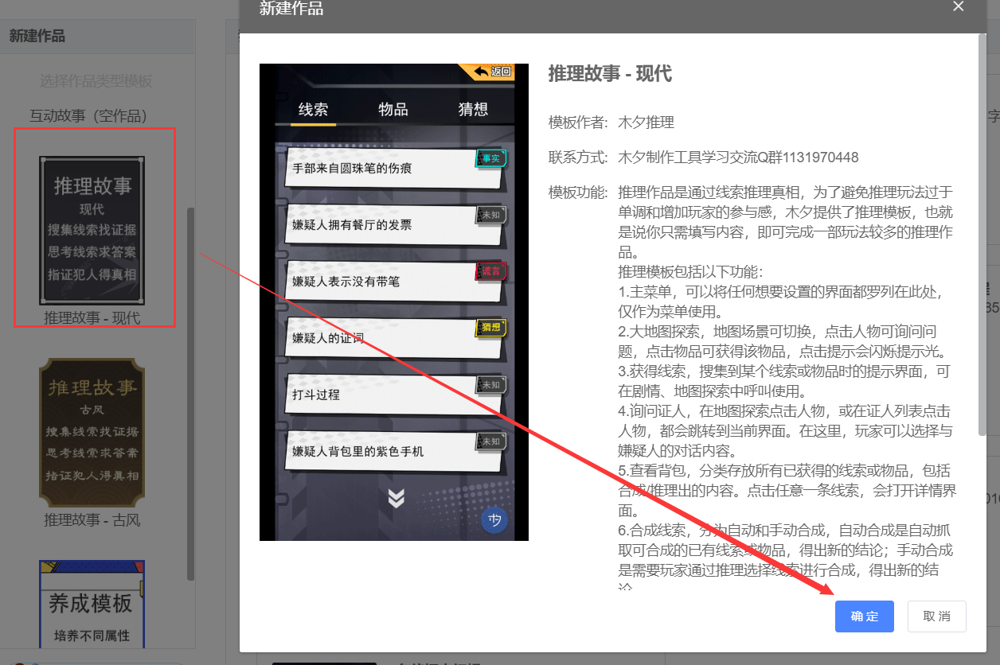 新建作品
选择作品类型模板
互动故事（空作品）
推理故事
现代
搜集线索找证据
思考线索求答案
指证犯人得真相
推理故事 - 现代
推理故事
古风
搜集线索找证据
思考线索求答案
指证犯人得真相
推理故事 - 古风
养成模板
培养不同属性
新建作品
返回
线索 物品 猜想
手部来自圆珠笔的伤痕 事实
嫌疑人拥有餐厅的发票 未知
嫌疑人表示没有带笔 谎言
嫌疑人的证词 猜想
打斗过程 未知
嫌疑人背包里的紫色手机 未知
推理故事 - 现代
模板作者: 木夕推理
联系方式: 木夕制作工具学习交流Q群1131970448
模板功能: 推理作品是通过线索推理真相，为了避免推理玩法过于
单调和增加玩家的参与感，木夕提供了推理模板，也就
是说你只需填写内容，即可完成一部玩法较多的推理作
品。
推理模板包括以下功能：
1.主菜单，可以将任何想要设置的界面都罗列在此处，
仅作为菜单使用。
2.大地图探索，地图场景可切换，点击人物可询问问
题，点击物品可获得该物品，点击提示会闪烁提示光。
3.获得线索，搜集到某个线索或物品时的提示界面，可
在剧情、地图探索中呼叫使用。
4.询问证人，在地图探索点击人物，或在证人列表点击
人物，都会跳转到当前界面。在这里，玩家可以选择与
嫌疑人的对话内容。
5.查看背包，分类存放所有已获得的线索或物品，包括
合成/推理出的内容。点击任意一条线索，会打开详情界
面。
6.合成线索，分为自动和手动合成，自动合成是自动抓
取可合成的已有线索或物品，得出新的结论；手动合成
是需要玩家通过推理选择线索进行合成，得出新的结
论
确 定
取 消
字